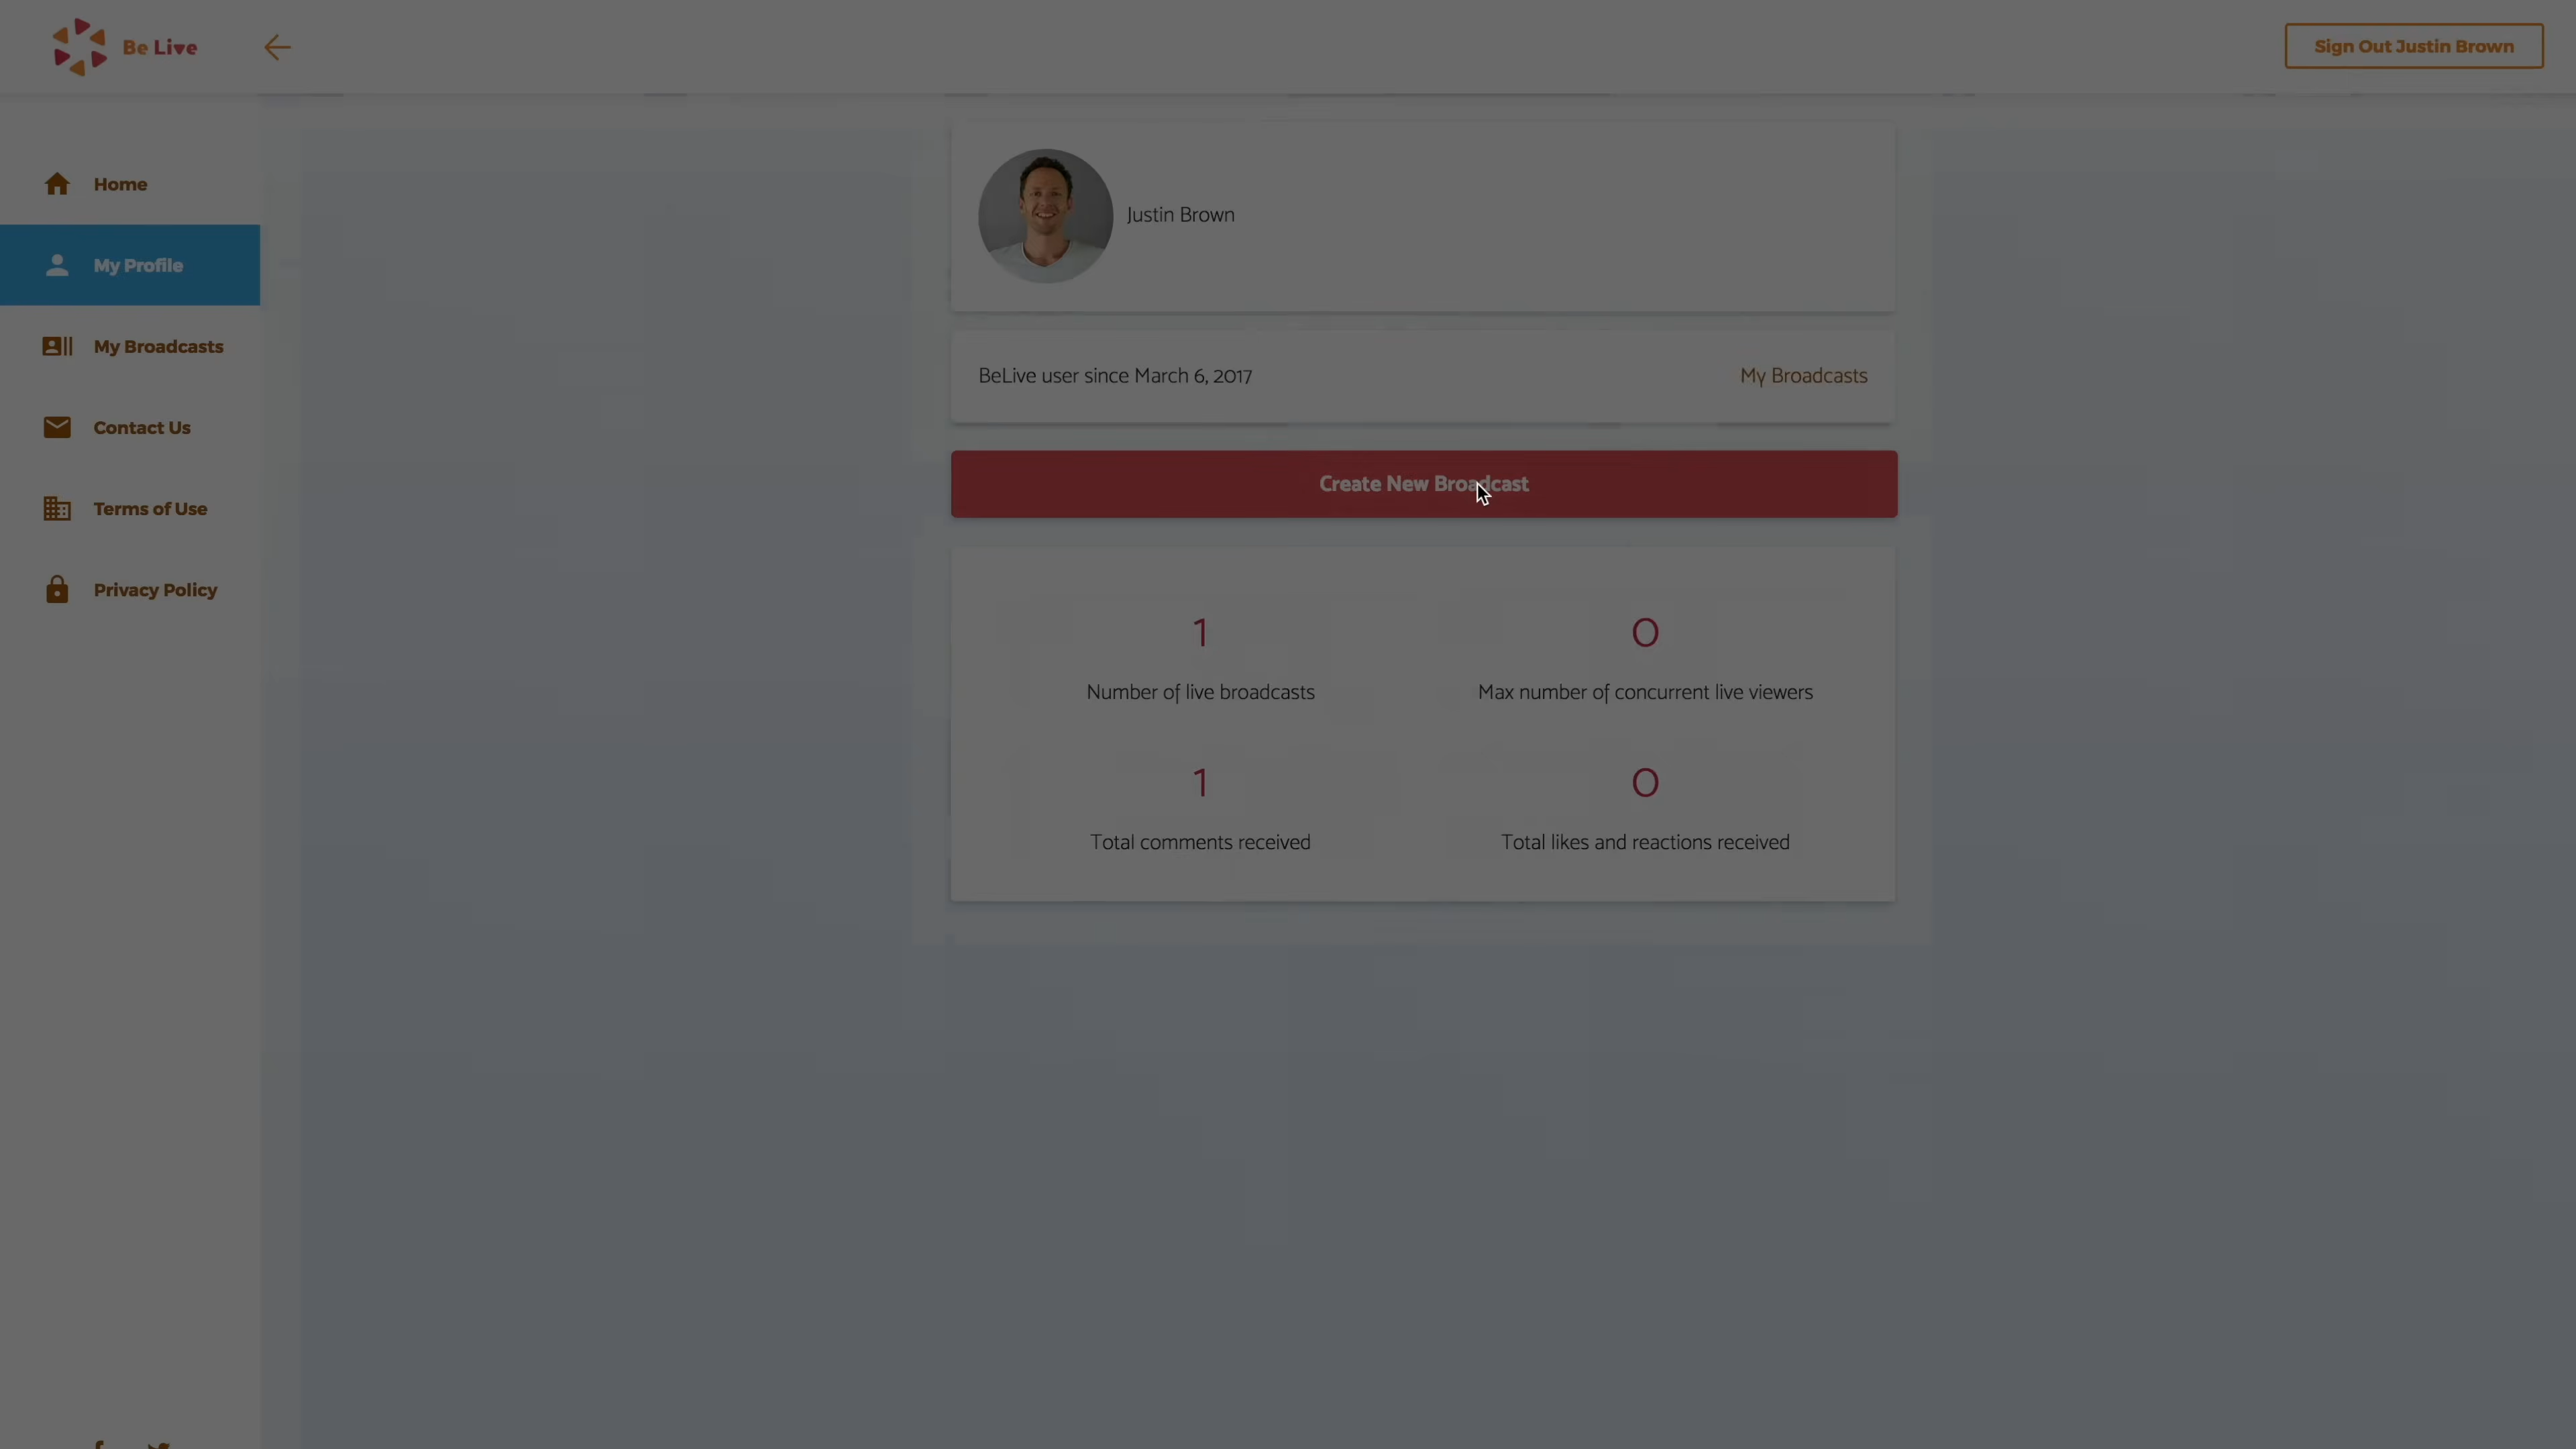 Be Live
Sign Out Justin Brown
Home
My Profile
My Broadcasts
Contact Us
Terms of Use
Privacy Policy
Justin Brown
BeLive user since March 6, 2017
My Broadcasts
Create New Broadcast
1
0
Number of live broadcasts
Max number of concurrent live viewers
1
0
Total comments received
Total likes and reactions received